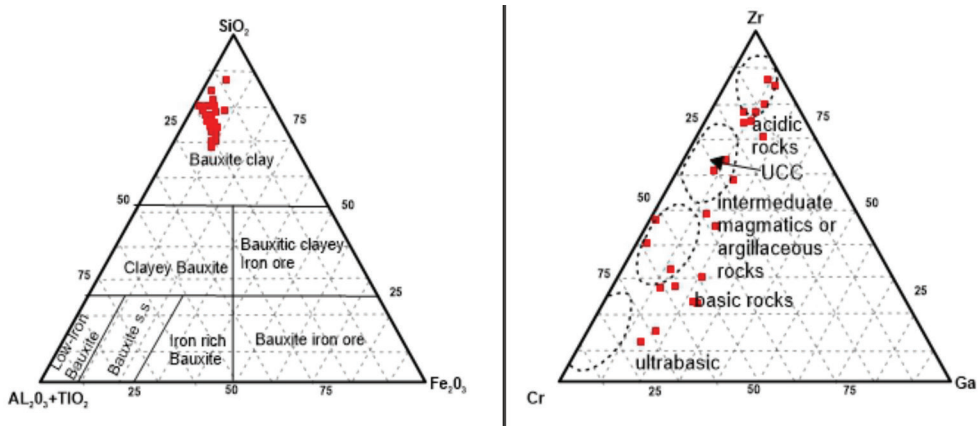 SiO₂
25
75
Bauxite clay
50
50
Bauxitic clayey
Iron ore
Clayey Bauxite
75
25
Low-Iron
Bauxite
Bauxite s.s
Iron rich
Bauxite
Bauxite iron ore
AL₂0₃+TIO₂
25
50
75
Fe₂0₃
Zr
25
75
acidic
rocks
UCC
50
50
intermeduate
magmatics or
argillaceous
rocks
75
25
basic rocks
ultrabasic
Cr
25
50
75
Ga